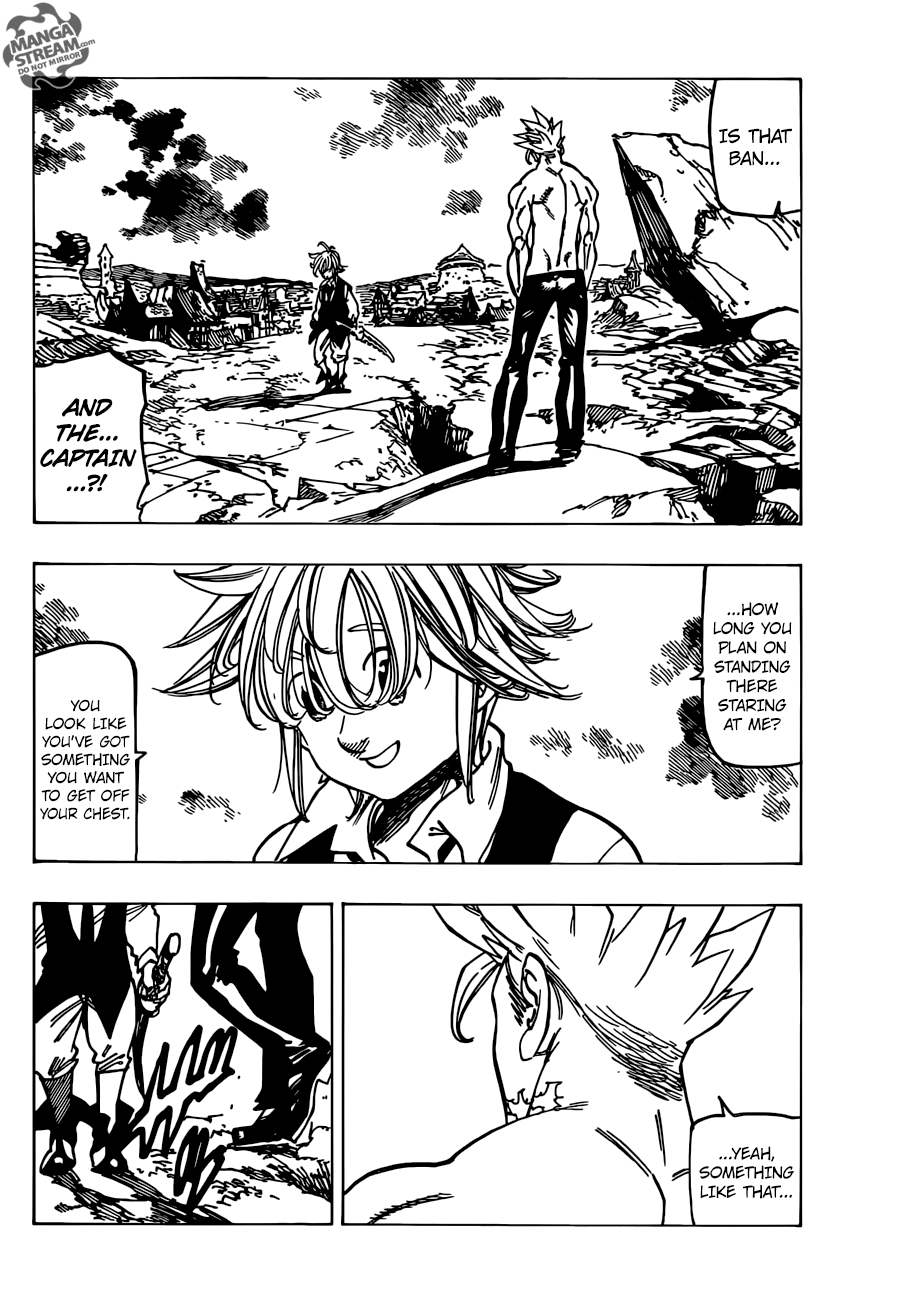 MANGA
STREAM.com
DO NOT MIRROR
IS THAT
BAN...
AND
THE...
CAPTAIN
...?!
...HOW
LONG YOU
PLAN ON
STANDING
THERE
STARING
AT ME?
YOU
LOOK LIKE
YOU'VE GOT
SOMETHING
YOU WANT
TO GET OFF
YOUR CHEST.
...YEAH,
SOMETHING
LIKE THAT...